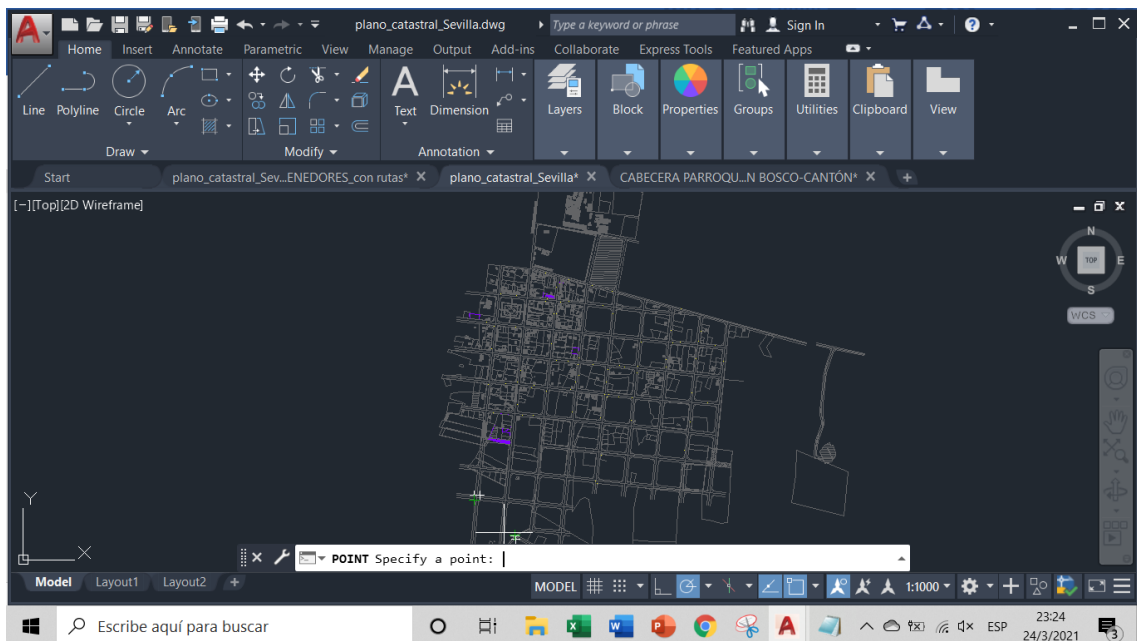 A plano_catastral_Sevilla.dwg Type a keyword or phrase Sign In ?
Home Insert Annotate Parametric View Manage Output Add-ins Collaborate Express Tools Featured Apps
Line Polyline Circle Arc A Text Dimension Layers Block Properties Groups Utilities Clipboard View
Draw Modify Annotation
Start plano_catastral_Sev...ENEDORES_con rutas* plano_catastral_Sevilla* CABECERA PARROQU...N BOSCO-CANTÓN*
[-][Top][2D Wireframe]
N
W TOP E
S
WCS
Y
X
POINT Specify a point:
Model Layout1 Layout2 + MODEL 1:1000
Escribe aquí para buscar ESP 23:24
24/3/2021 3